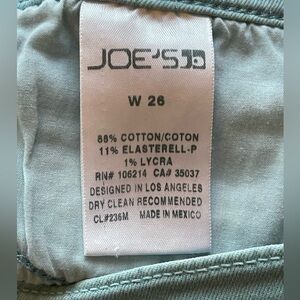 JOE'S
W 26
88% COTTON/COTON
11% ELASTERELL-P
1% LYCRA
RN# 106214 CA# 35037
DESIGNED IN LOS ANGELES
DRY CLEAN RECOMMENDED
CL#236M MADE IN MEXICO